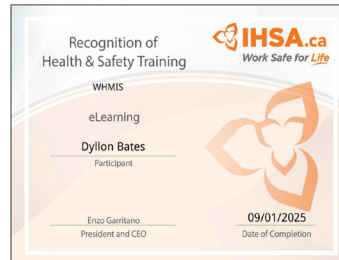 Recognition of
Health & Safety Training
IHSA.ca
Work Safe for Life
WHMIS
eLearning
Dyllon Bates
Participant
Enzo Garritano
President and CEO
09/01/2025
Date of Completion